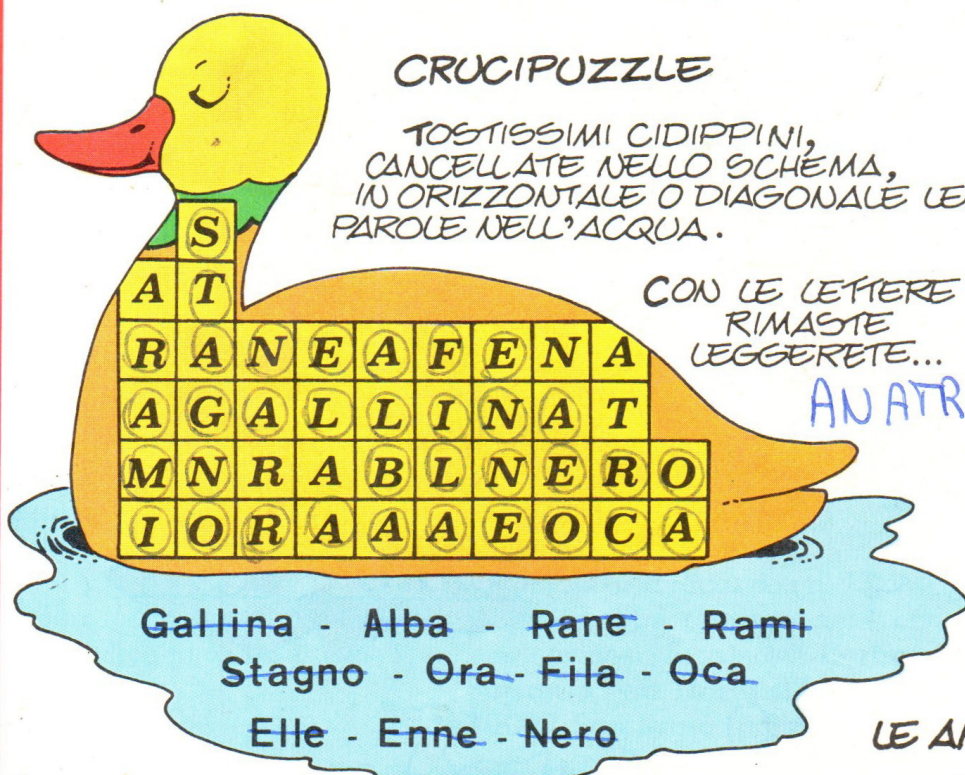 CRUCIPUZZLE
TOSTISSIMI CIDIPPINI,
CANCELLATE NELLO SCHEMA,
IN ORIZZONTALE O DIAGONALE LE
PAROLE NELL'ACQUA.
CON LE LETTERE
RIMASTE
LEGGERETE...
ANATR
S
A T
R A N E A F E N A
A G A L L I N A T
M N R A B L N E R O
I O R A A A E O C A
Gallina - Alba - Rane - Rami
Stagno - Ora - Fila - Oca
Elle - Enne - Nero
LE